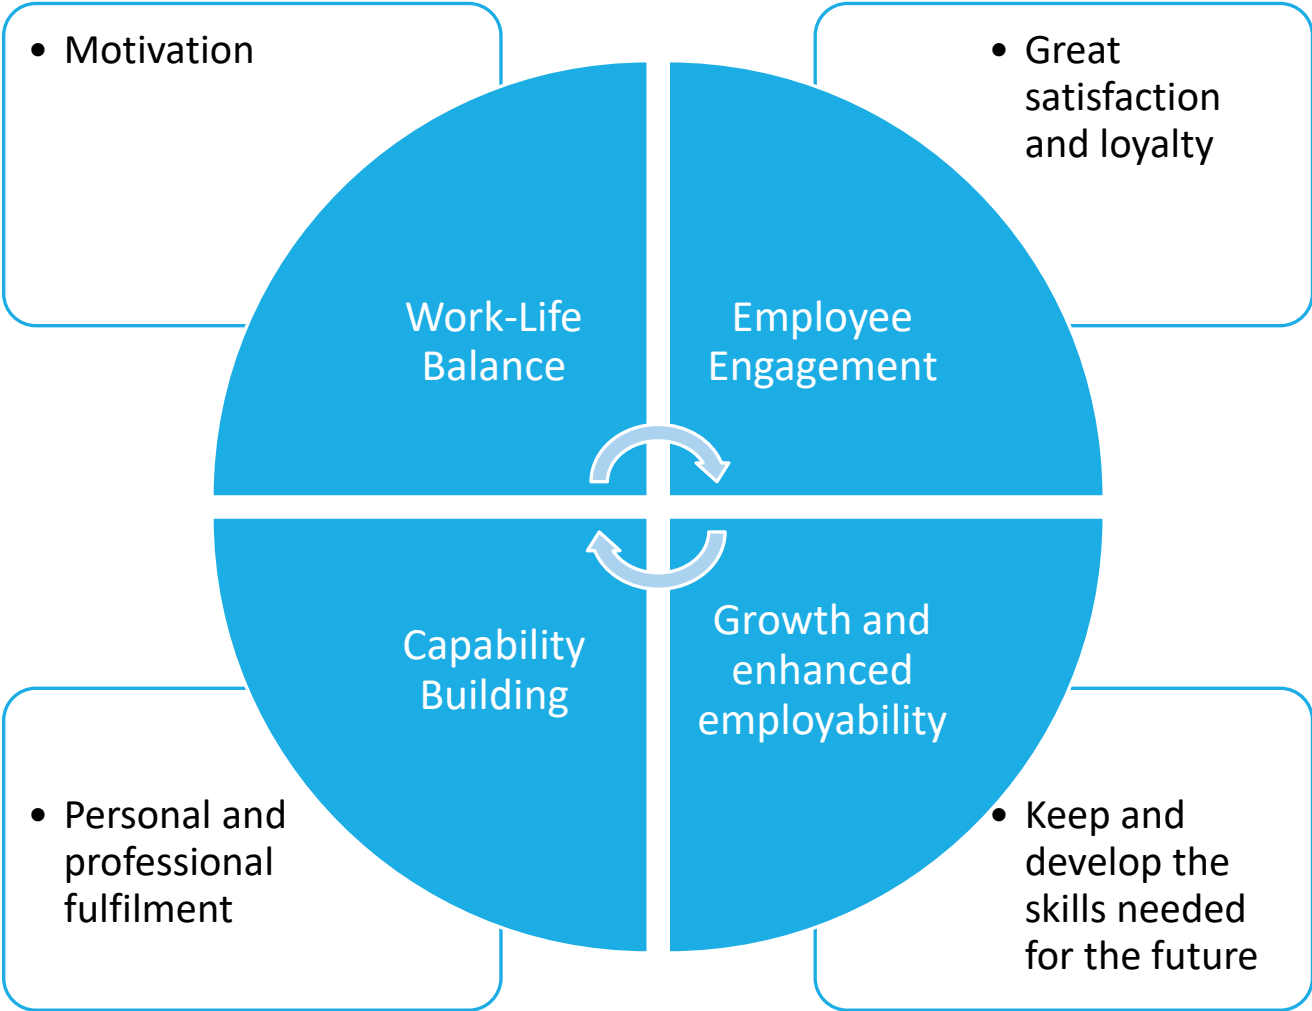 • Motivation
• Great
satisfaction
and loyalty
Work-Life
Balance
Employee
Engagement
Capability
Building
Growth and
enhanced
employability
• Personal and
professional
fulfilment
• Keep and
develop the
skills needed
for the future